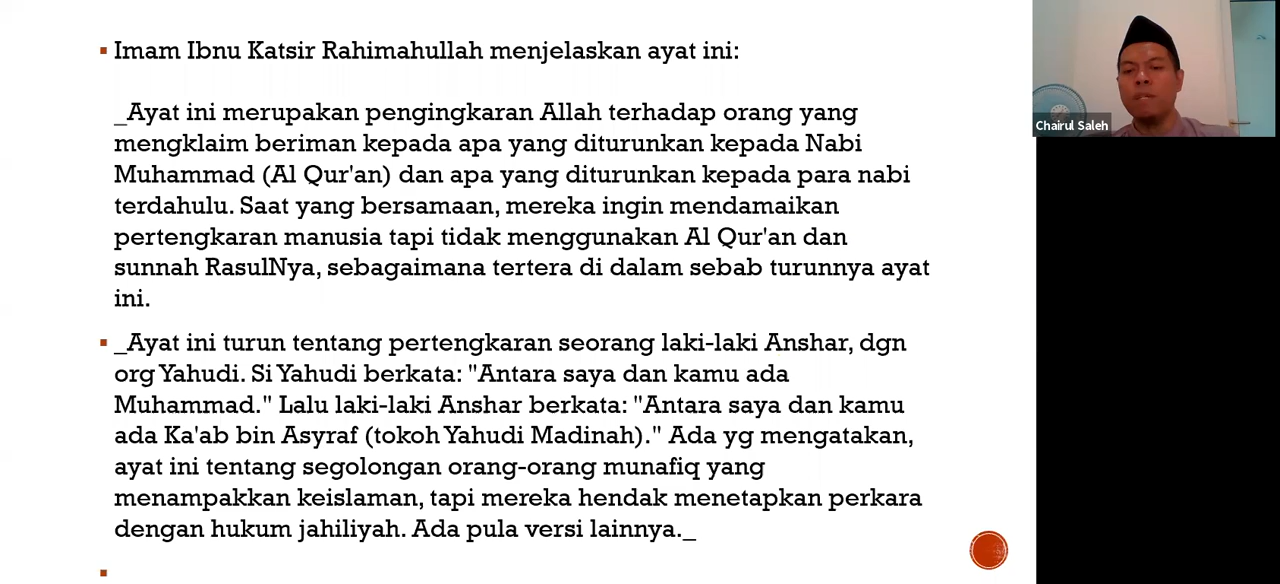 Imam Ibnu Katsir Rahimahullah menjelaskan ayat ini:
_Ayat ini merupakan pengingkaran Allah terhadap orang yang
mengklaim beriman kepada apa yang diturunkan kepada Nabi
Muhammad (Al Qur'an) dan apa yang diturunkan kepada para nabi
terdahulu. Saat yang bersamaan, mereka ingin mendamaikan
pertengkaran manusia tapi tidak menggunakan Al Qur'an dan
sunnah RasulNya, sebagaimana tertera di dalam sebab turunnya ayat
ini.
_Ayat ini turun tentang pertengkaran seorang laki-laki Anshar, dgn
org Yahudi. Si Yahudi berkata: "Antara saya dan kamu ada
Muhammad." Lalu laki-laki Anshar berkata: "Antara saya dan kamu
ada Ka'ab bin Asyraf (tokoh Yahudi Madinah)." Ada yg mengatakan,
ayat ini tentang segolongan orang-orang munafiq yang
menampakkan keislaman, tapi mereka hendak menetapkan perkara
dengan hukum jahiliyah. Ada pula versi lainnya._
Chairul Saleh